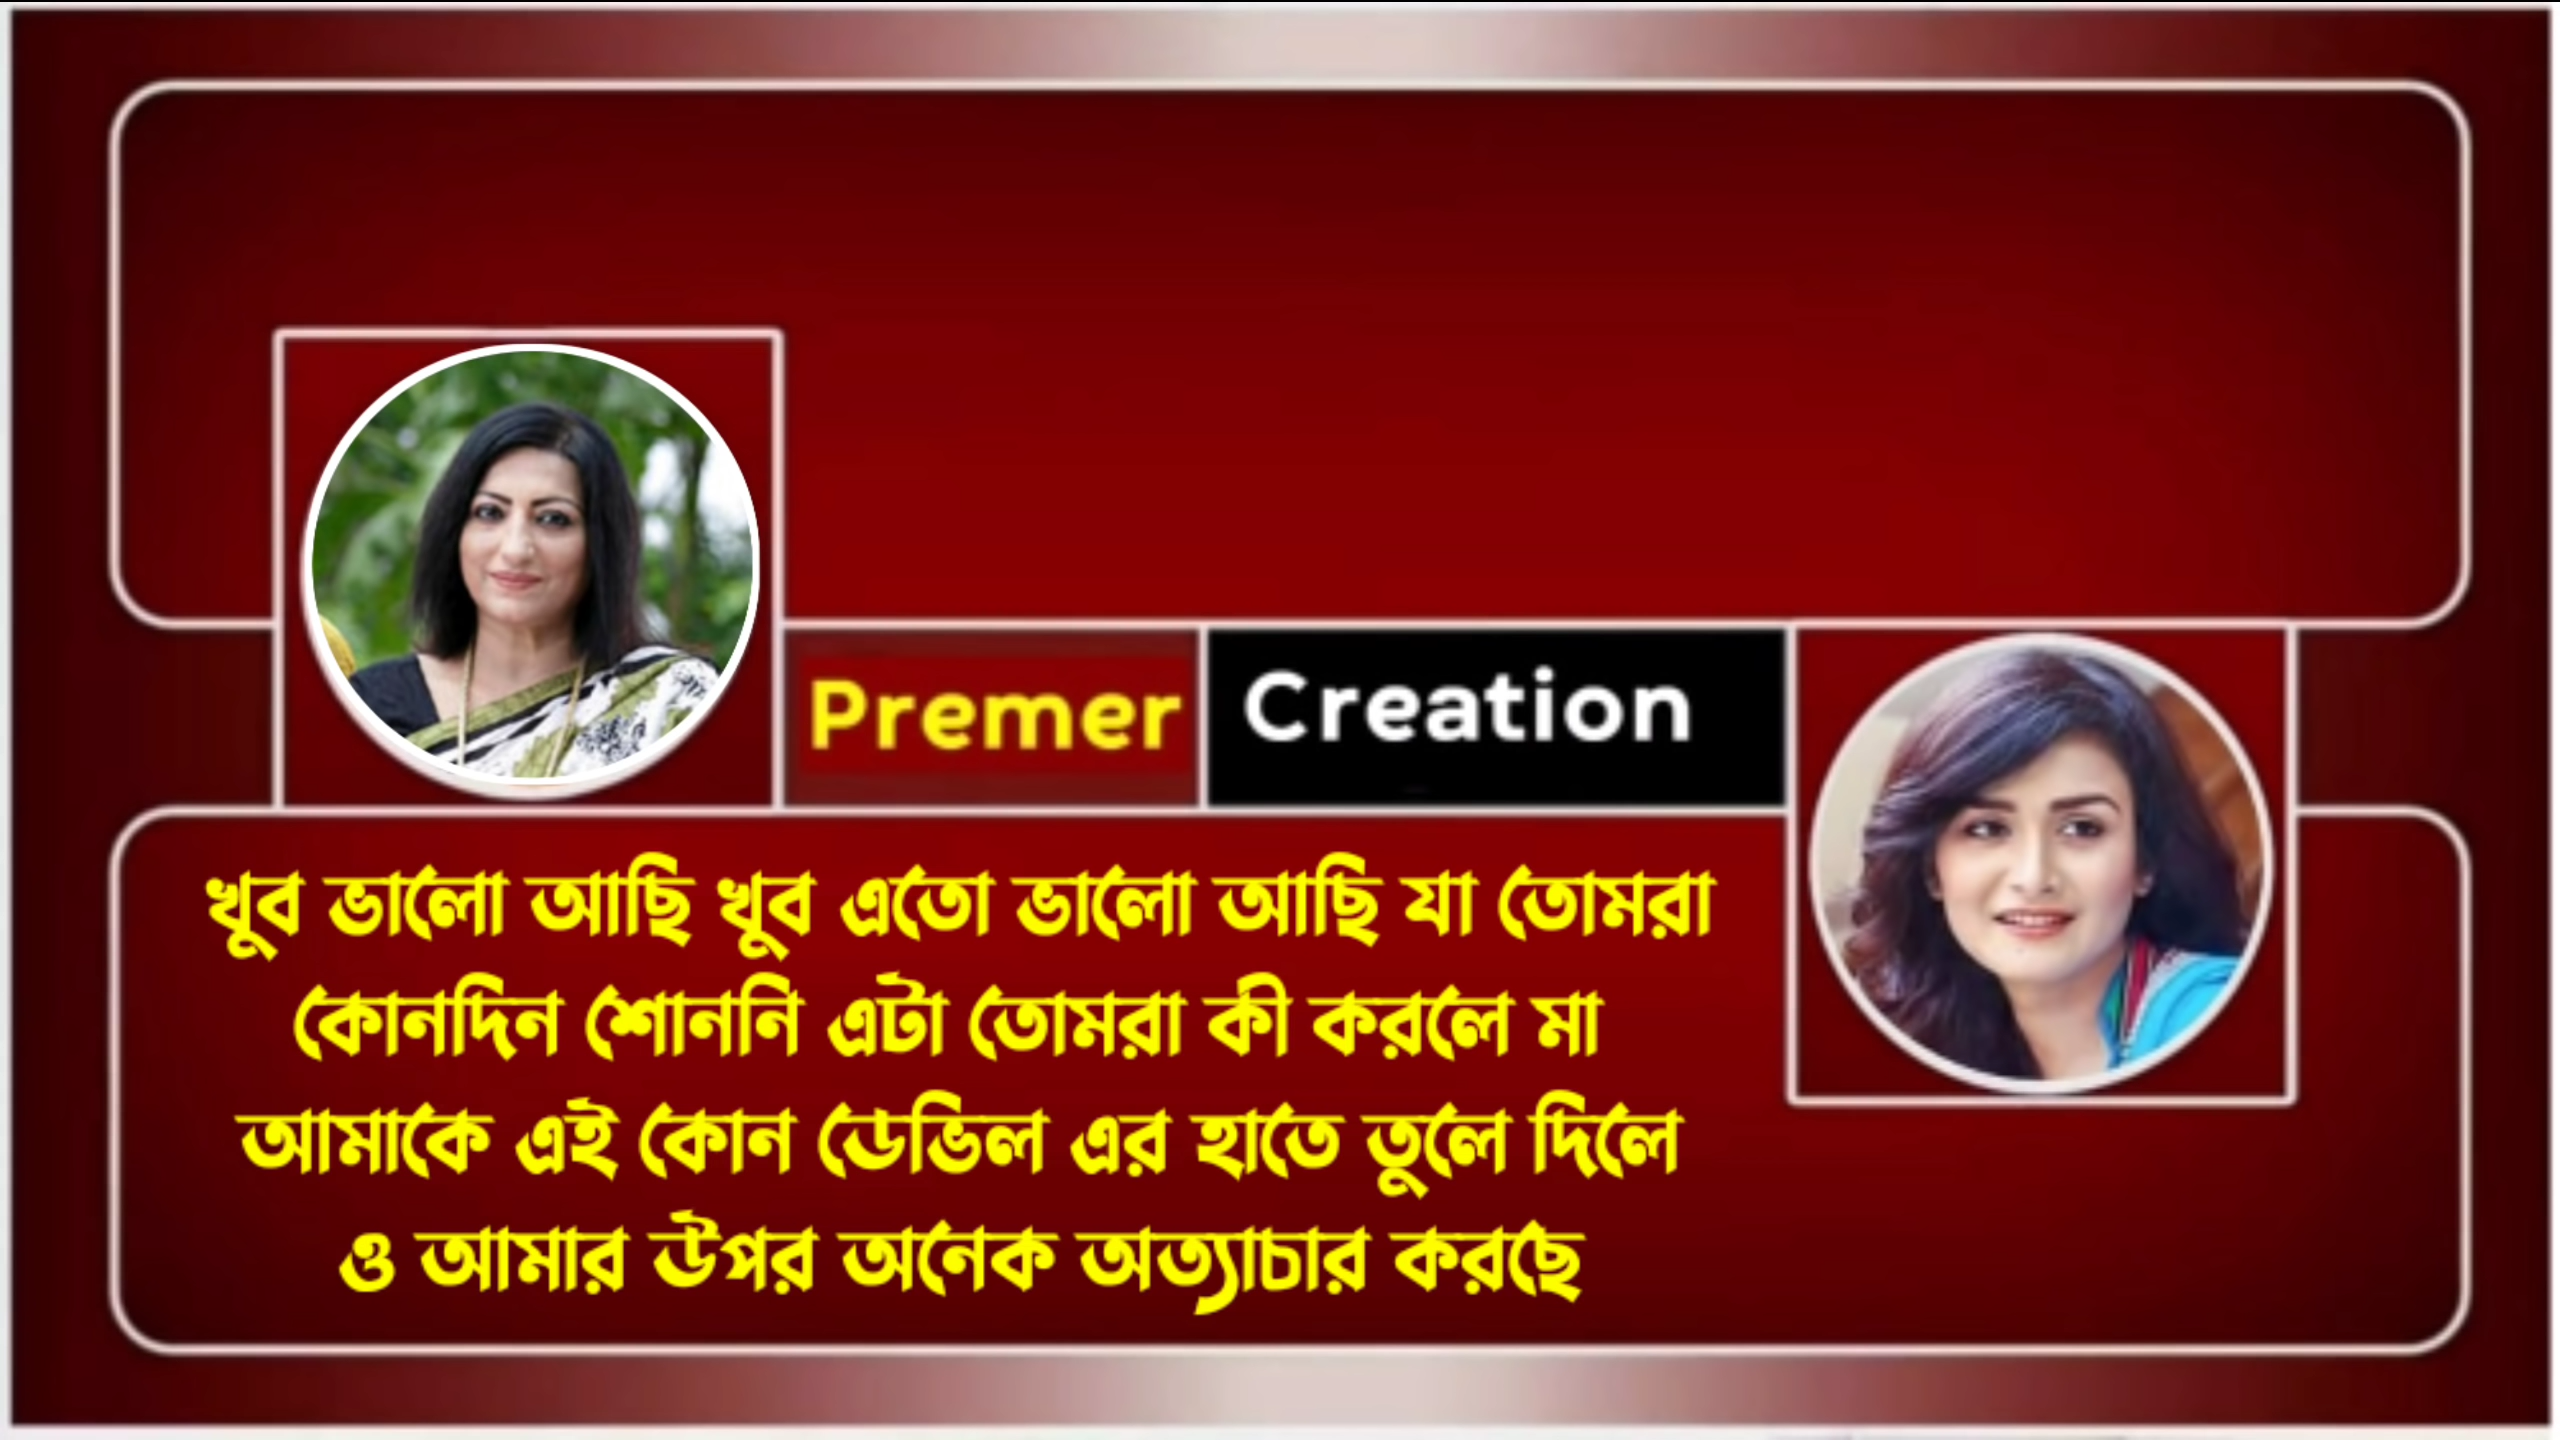 Premer Creation
খুব ভালো আছি খুব এতো ভালো আছি যা তোমরা
কোনদিন শোননি এটা তোমরা কী করলে মা
আমাকে এই কোন ডেভিল এর হাতে তুলে দিলে
ও আমার উপর অনেক অত্যাচার করছে